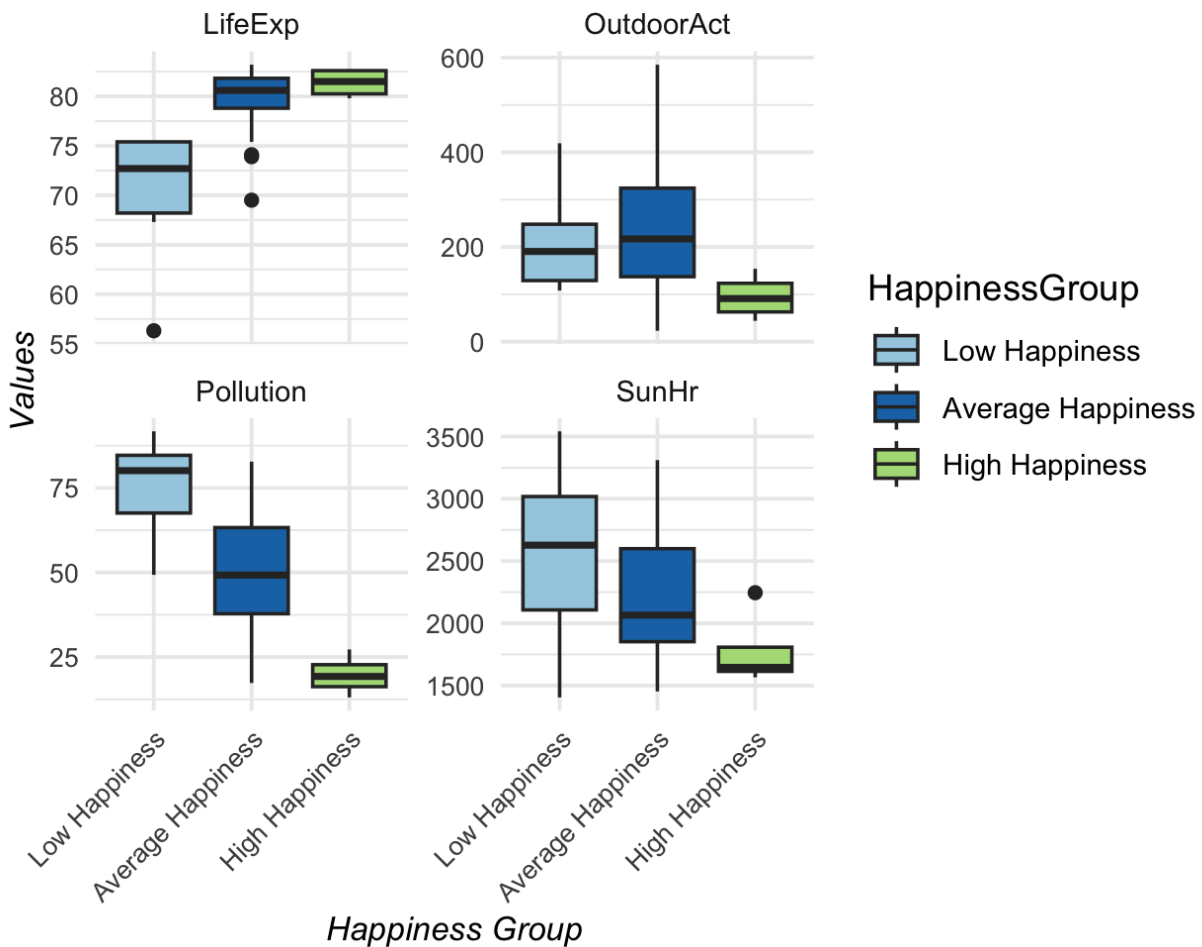 LifeExp
OutdoorAct
80
75
70
65
60
55
600
400
200
0
Values
Pollution
SunHr
75
50
25
3500
3000
2500
2000
1500
Low Happiness
Average Happiness
High Happiness
Low Happiness
Average Happiness
High Happiness
Happiness Group
HappinessGroup
Low Happiness
Average Happiness
High Happiness